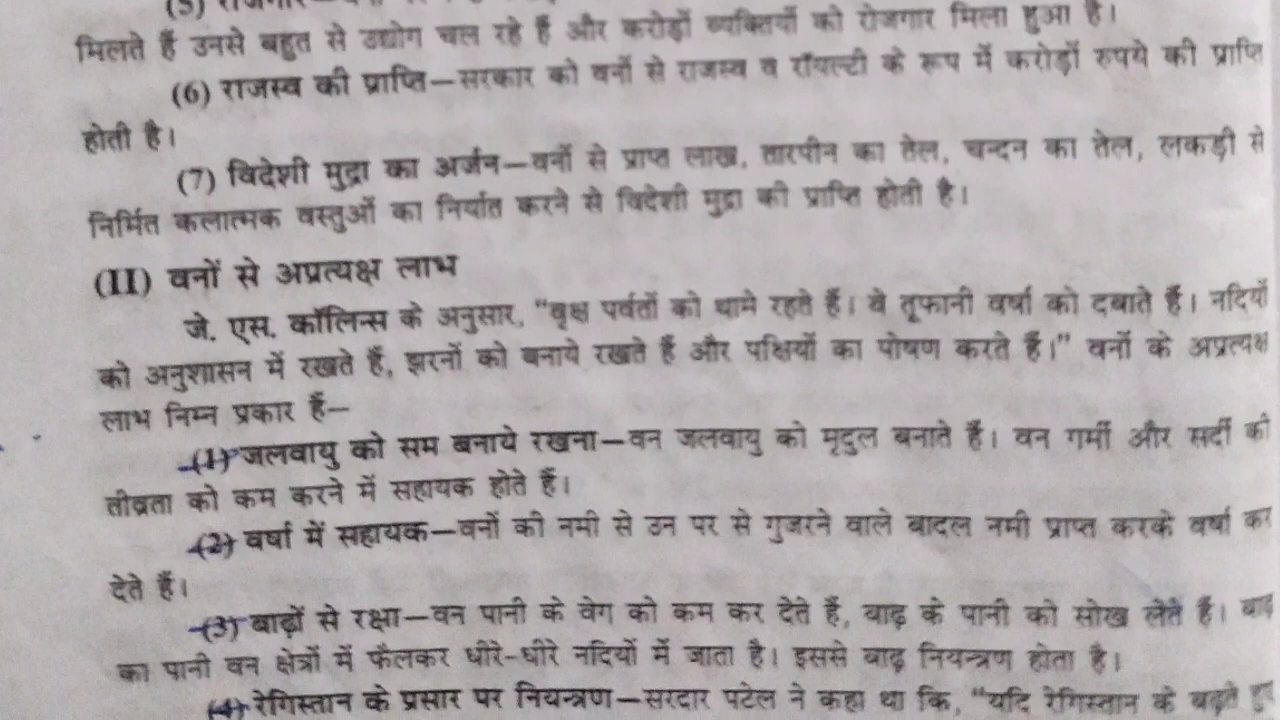 (5)
मिलते हैं उनसे बहुत से उद्योग चल रहे हैं और करोड़ों व्यक्तियों को रोजगार मिला हुआ है।
(6) राजस्व की प्राप्ति—सरकार को वनों से राजस्व व रॉयल्टी के रूप में करोड़ों रुपये की प्राप्ति
होती है।
(7) विदेशी मुद्रा का अर्जन—वनों से प्राप्त लाख, तारपीन का तेल, चन्दन का तेल, लकड़ी से
निर्मित कलात्मक वस्तुओं का निर्यात करने से विदेशी मुद्रा की प्राप्ति होती है।
(II) वनों से अप्रत्यक्ष लाभ
जे. एस. कॉलिन्स के अनुसार, “वृक्ष पर्वतों को थामे रहते हैं। वे तूफानी वर्षा को दबाते हैं। नदियों
को अनुशासन में रखते हैं, झरनों को बनाये रखते हैं और पक्षियों का पोषण करते हैं।” वनों के अप्रत्यक्ष
लाभ निम्न प्रकार हैं—
(1) जलवायु को सम बनाये रखना—वन जलवायु को मृदुल बनाते हैं। वन गर्मी और सर्दी की
तीव्रता को कम करने में सहायक होते हैं।
(2) वर्षा में सहायक—वनों की नमी से उन पर से गुजरने वाले बादल नमी प्राप्त करके वर्षा कर
देते हैं।
(3) बाढ़ों से रक्षा—वन पानी के वेग को कम कर देते हैं, बाढ़ के पानी को सोख लेते हैं। बाढ़
का पानी वन क्षेत्रों में फैलकर धीरे-धीरे नदियों में जाता है। इससे बाढ़ नियन्त्रण होता है।
(4) रेगिस्तान के प्रसार पर नियन्त्रण—सरदार पटेल ने कहा था कि, “यदि रेगिस्तान के बढ़ते हुए